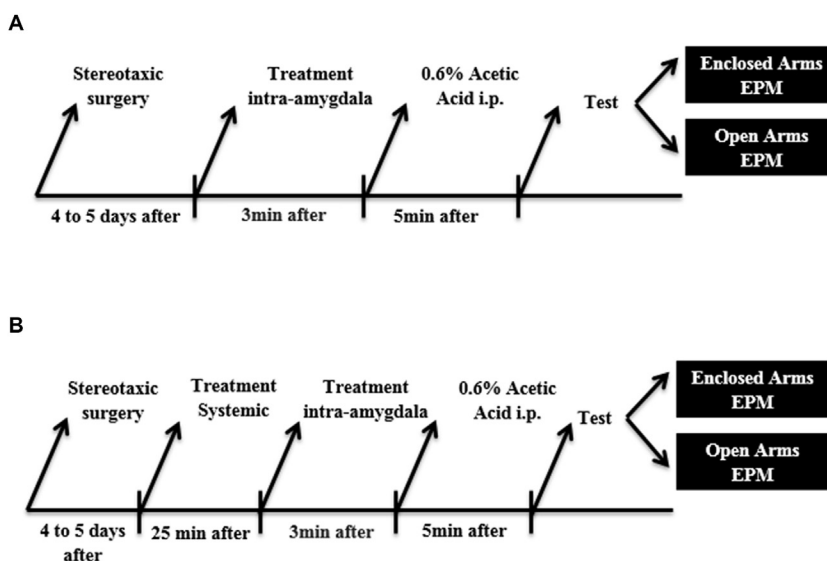 A
Stereotaxic
surgery
Treatment
intra-amygdala
0.6% Acetic
Acid i.p.
Test
Enclosed Arms
EPM
Open Arms
EPM
4 to 5 days after
3min after
5min after
B
Stereotaxic
surgery
Treatment
Systemic
Treatment
intra-amygdala
0.6% Acetic
Acid i.p.
Test
Enclosed Arms
EPM
Open Arms
EPM
4 to 5 days
after
25 min after
3min after
5min after